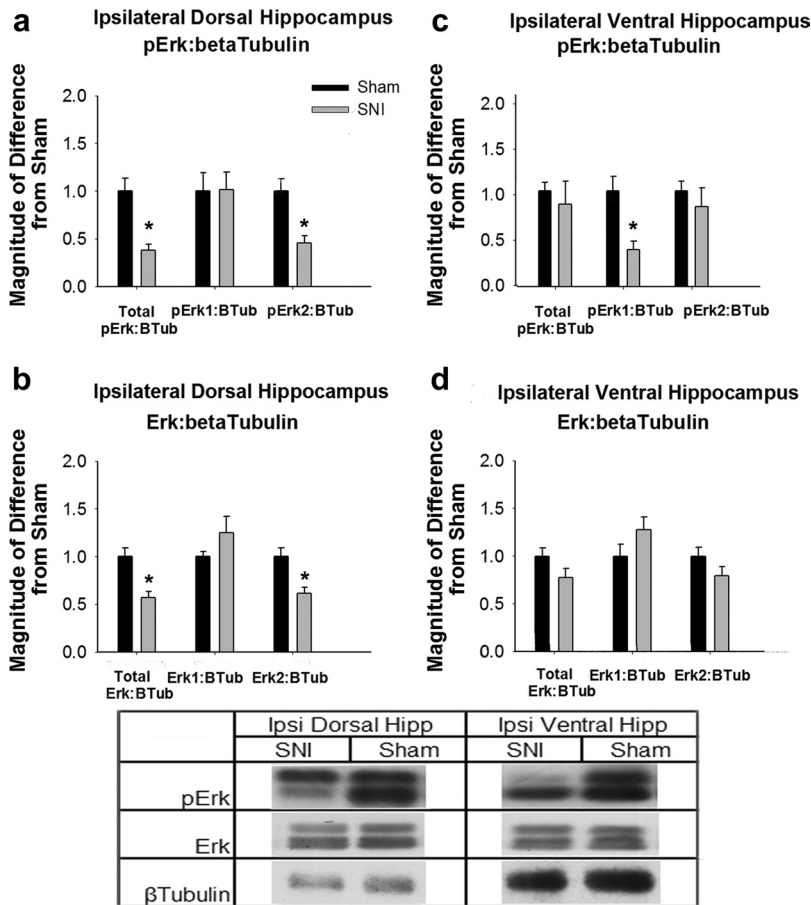 a
Ipsilateral Dorsal Hippocampus
pErk:betaTubulin
Magnitude of Difference
from Sham
2.0
1.5
1.0
0.5
0.0
Sham
SNI
*
*
Total
pErk:BTub
pErk1:BTub
pErk2:BTub
c
Ipsilateral Ventral Hippocampus
pErk:betaTubulin
Magnitude of Difference
from Sham
2.0
1.5
1.0
0.5
0.0
*
Total
pErk:BTub
pErk1:BTub
pErk2:BTub
b
Ipsilateral Dorsal Hippocampus
Erk:betaTubulin
Magnitude of Difference
from Sham
2.0
1.5
1.0
0.5
0.0
*
*
Total
Erk:BTub
Erk1:BTub
Erk2:BTub
d
Ipsilateral Ventral Hippocampus
Erk:betaTubulin
Magnitude of Difference
from Sham
2.0
1.5
1.0
0.5
0.0
Total
Erk:BTub
Erk1:BTub
Erk2:BTub
Ipsi Dorsal Hipp Ipsi Ventral Hipp
SNI Sham SNI Sham
pErk
Erk
βTubulin